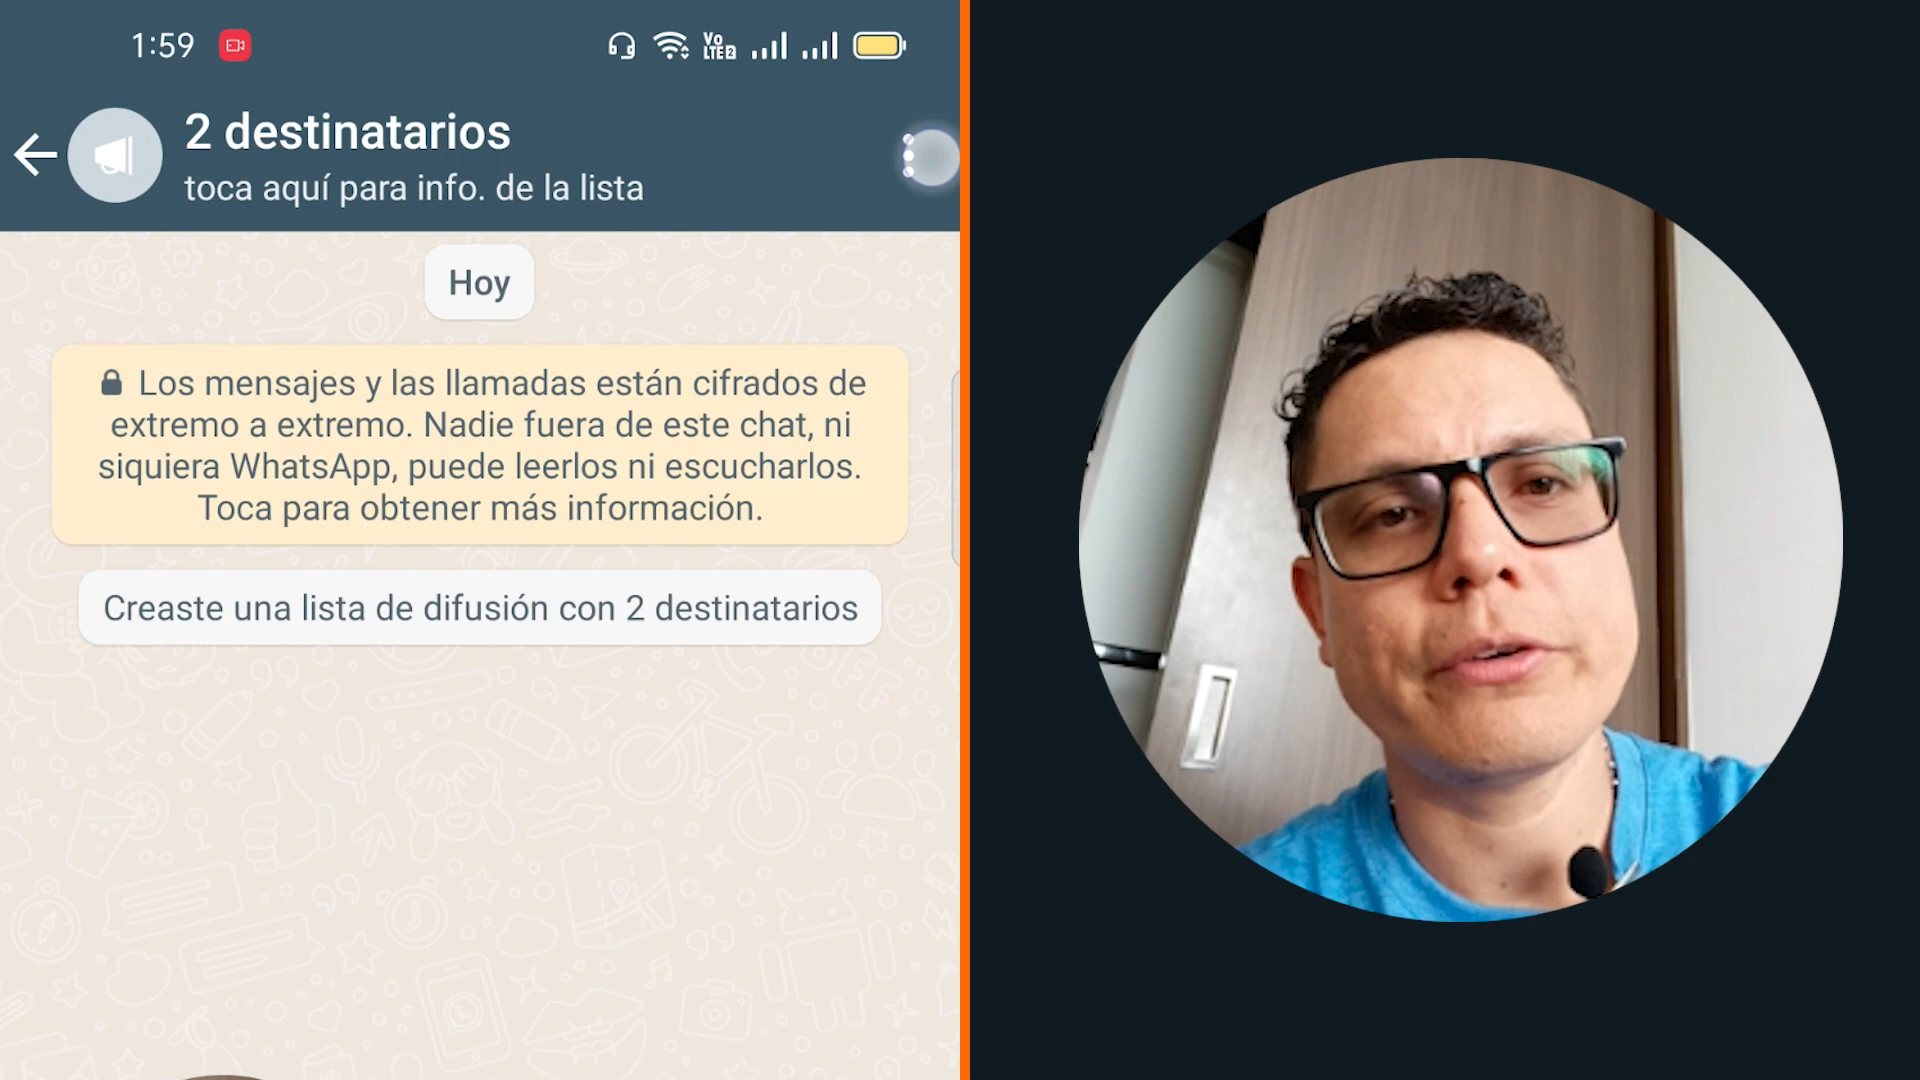 1:59
Vo
LTE2
2 destinatarios
toca aquí para info. de la lista
Hoy
Los mensajes y las llamadas están cifrados de
extremo a extremo. Nadie fuera de este chat, ni
siquiera WhatsApp, puede leerlos ni escucharlos.
Toca para obtener más información.
Creaste una lista de difusión con 2 destinatarios